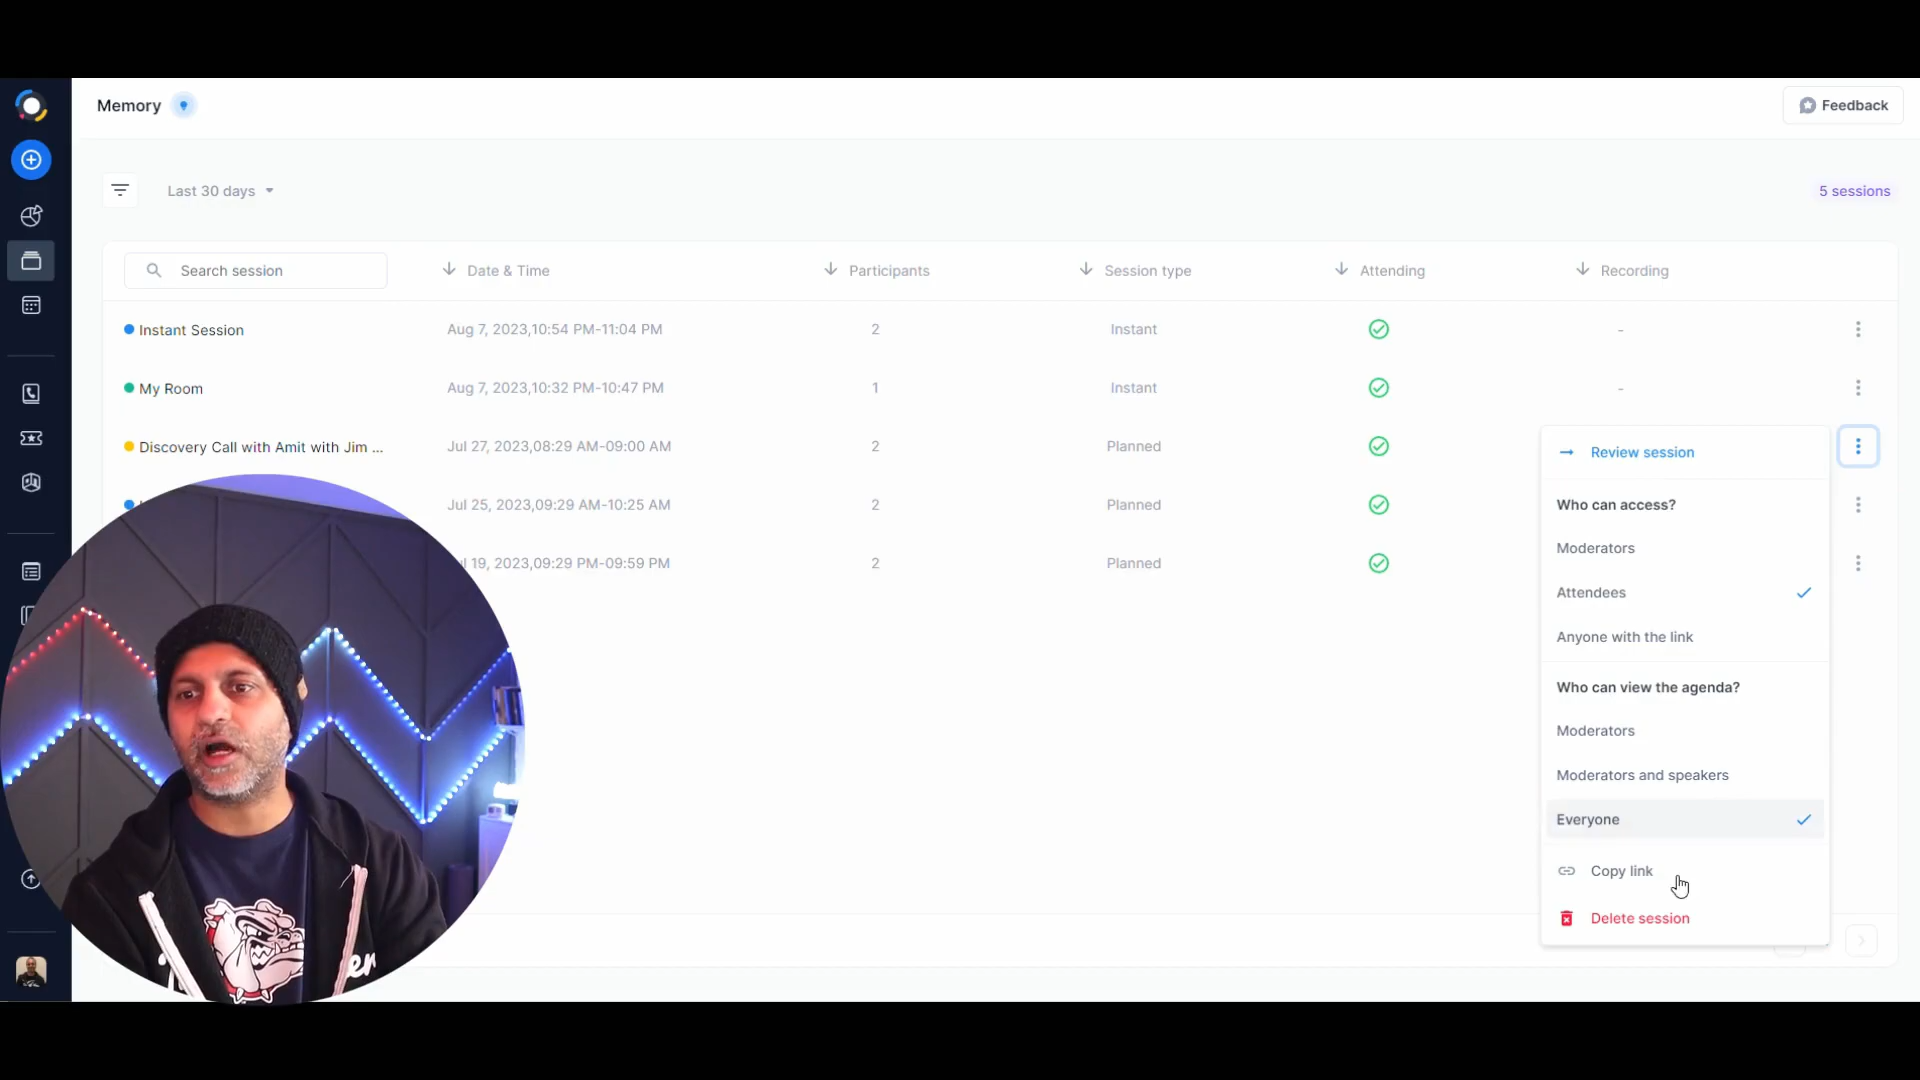 Memory
Feedback
Last 30 days
5 sessions
Search session
Date & Time
Participants
Session type
Attending
Recording
Instant Session
Aug 7, 2023,10:54 PM-11:04 PM
2
Instant
-
My Room
Aug 7, 2023,10:32 PM-10:47 PM
1
Instant
-
Discovery Call with Amit with Jim ...
Jul 27, 2023,08:29 AM-09:00 AM
2
Planned
Jul 25, 2023,09:29 AM-10:25 AM
2
Planned
19, 2023,09:29 PM-09:59 PM
2
Planned
Review session
Who can access?
Moderators
Attendees
Anyone with the link
Who can view the agenda?
Moderators
Moderators and speakers
Everyone
Copy link
Delete session